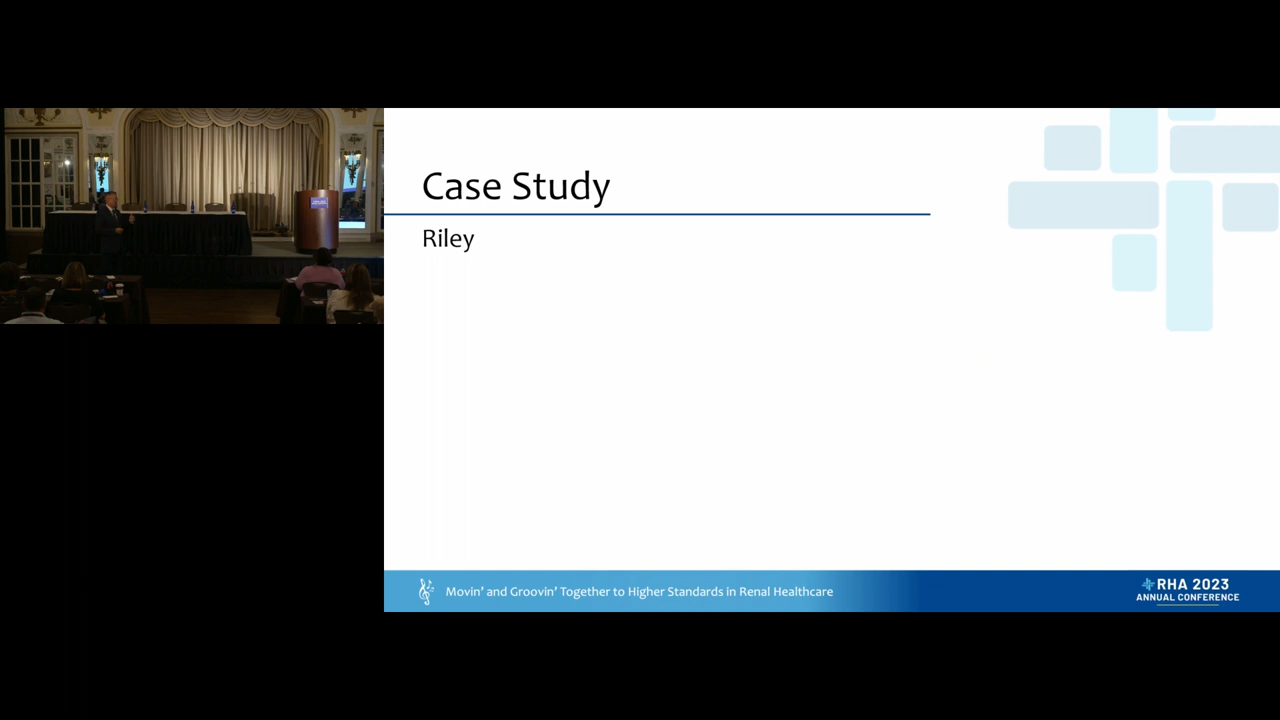 Case Study
Riley
Movin' and Groovin' Together to Higher Standards in Renal Healthcare
RHA 2023
ANNUAL CONFERENCE